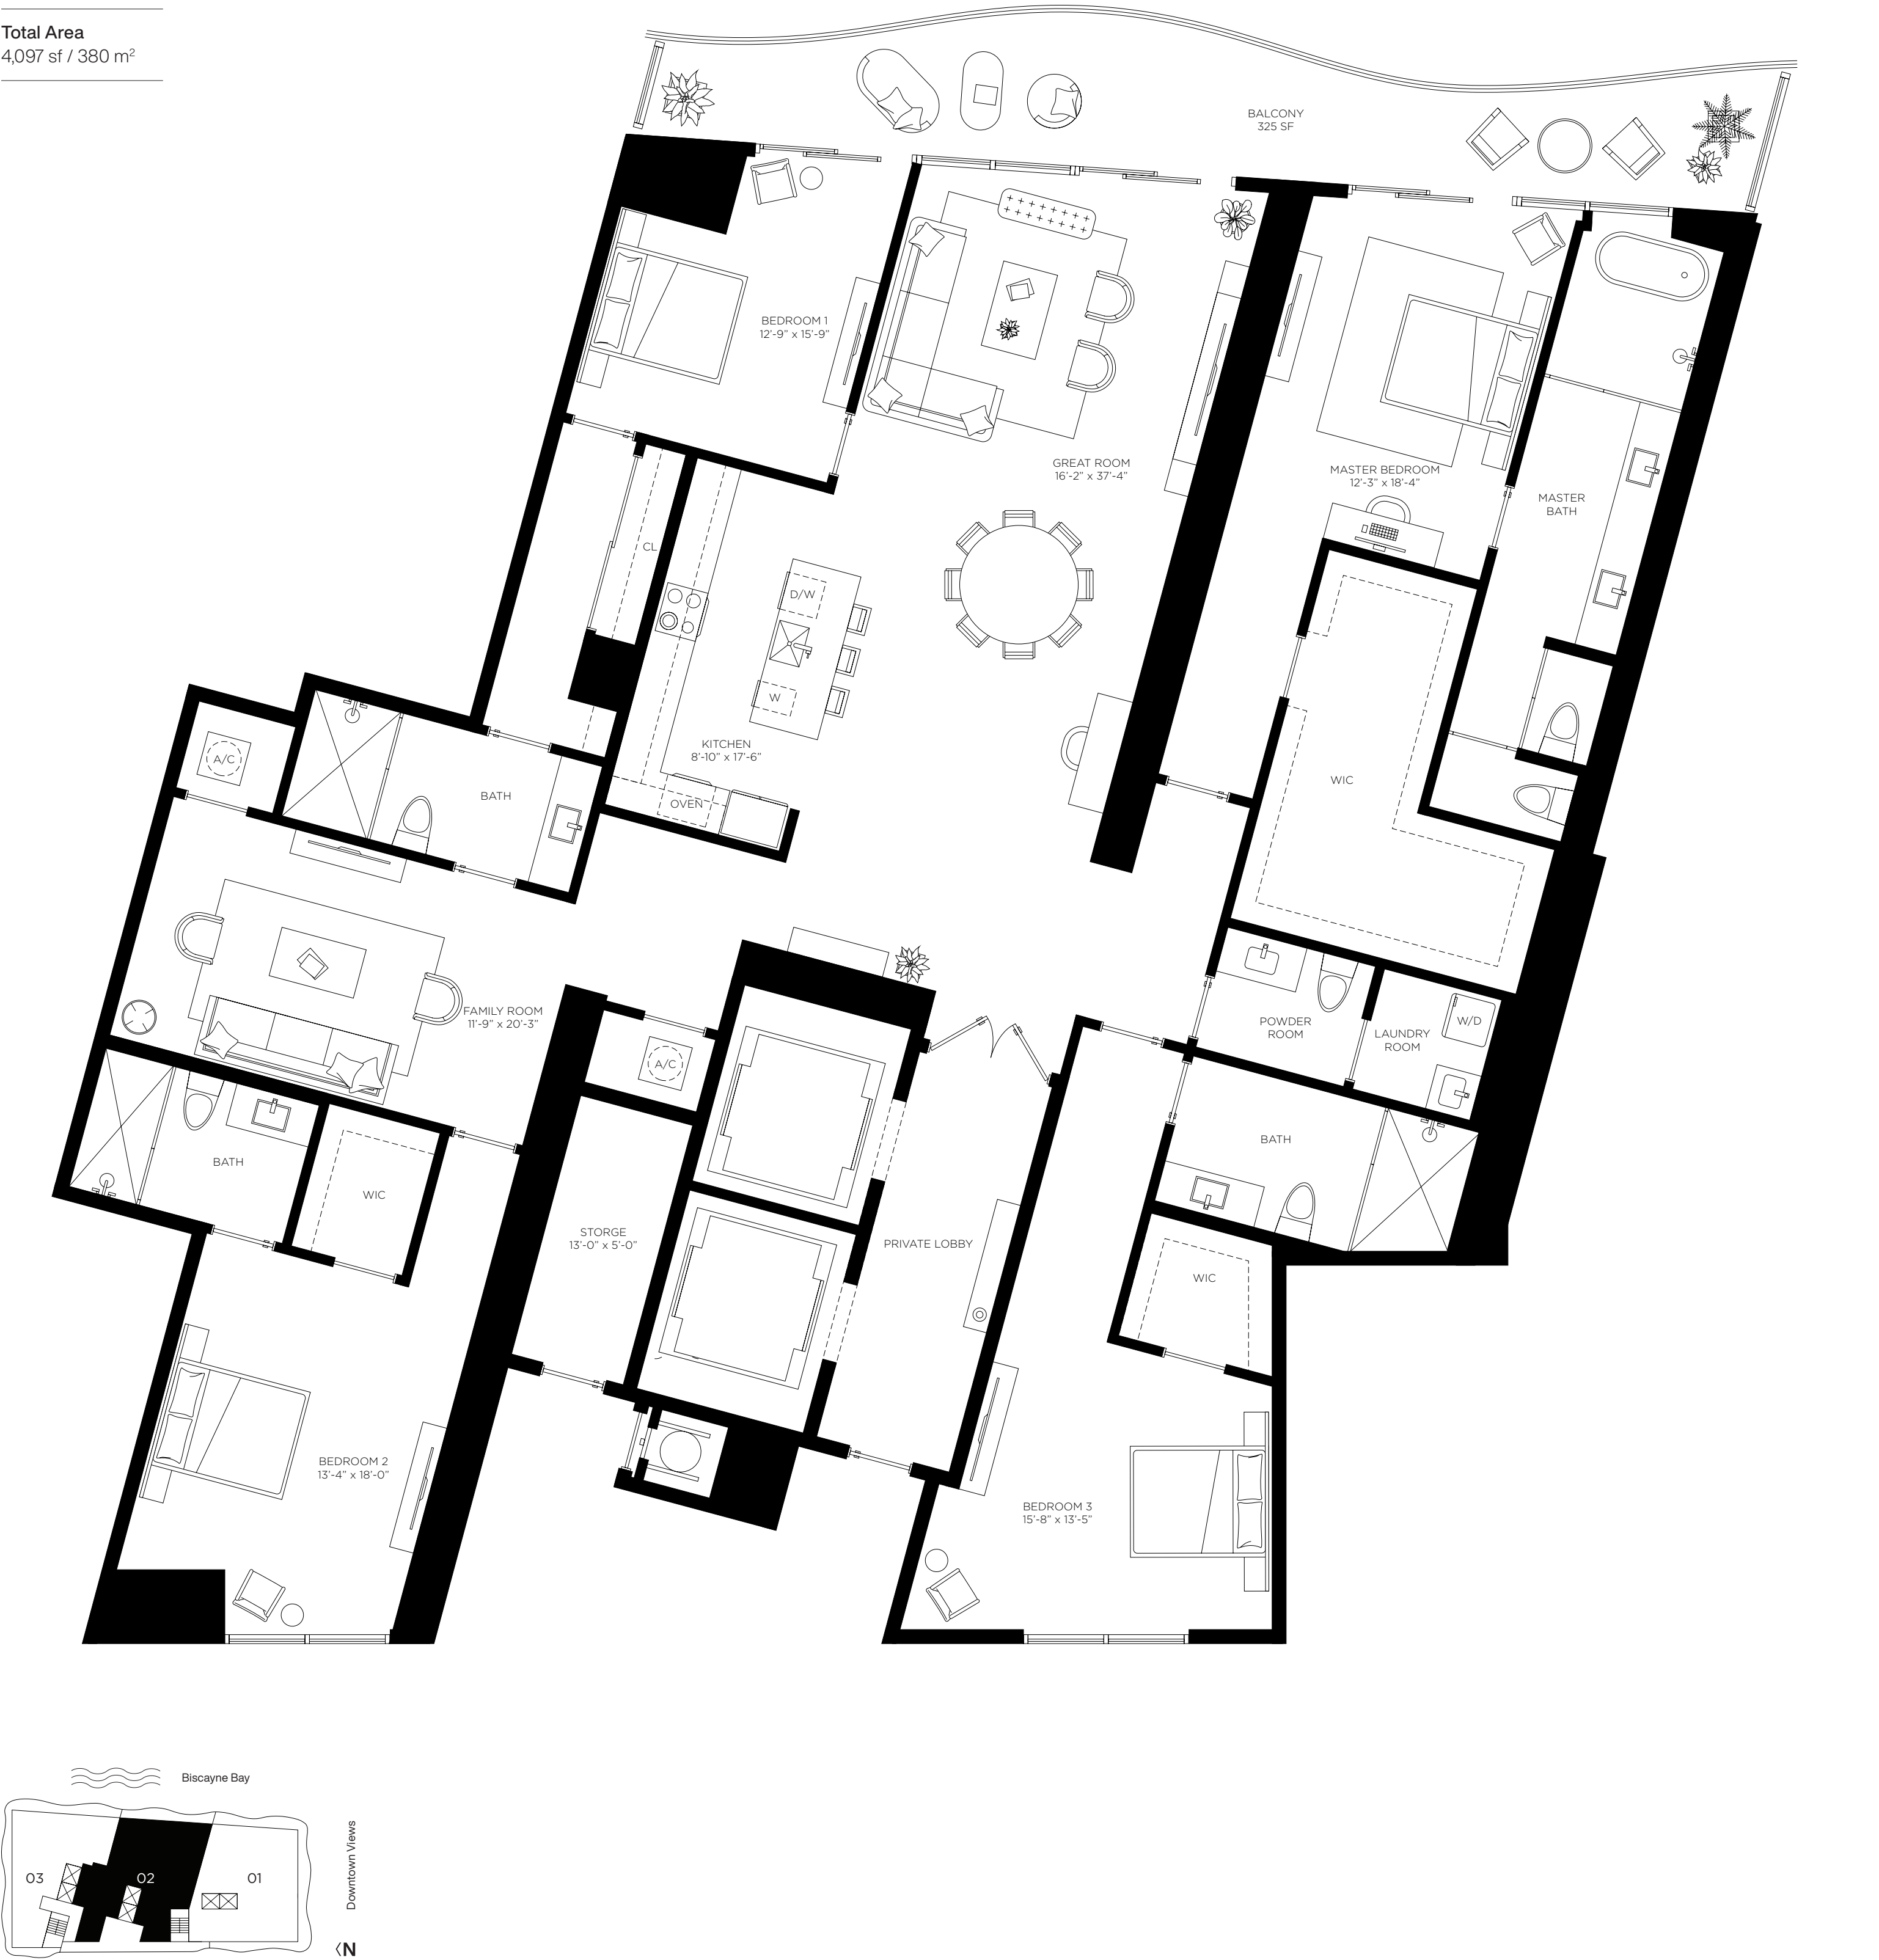 Total Area
4,097 sf / 380 m²
BALCONY
325 SF
BEDROOM 1
12'-9" x 15'-9"
GREAT ROOM
16'-2" x 37'-4"
MASTER BEDROOM
12'-3" x 18'-4"
MASTER
BATH
CL
D/W
W
KITCHEN
8'-10" x 17'-6"
OVEN
A/C
BATH
WIC
FAMILY ROOM
11'-9" x 20'-3"
A/C
POWDER
ROOM
LAUNDRY
ROOM
W/D
BATH
WIC
BATH
STORGE
13'-0" x 5'-0"
PRIVATE LOBBY
WIC
BEDROOM 2
13'-4" x 18'-0"
BEDROOM 3
15'-8" x 13'-5"
Biscayne Bay
03
02
01
Downtown Views
N